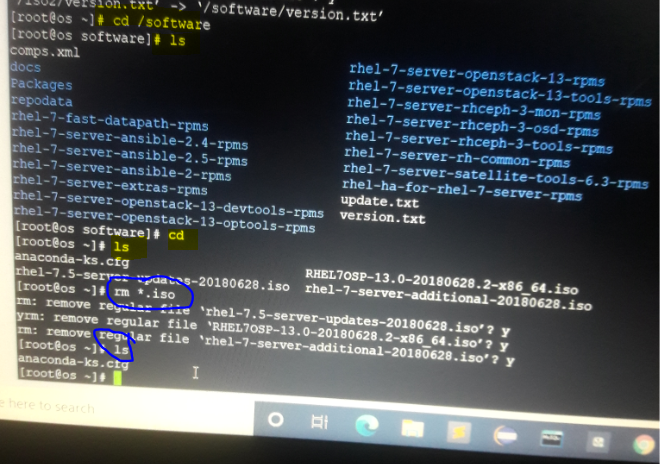 /iso2/version.txt’ -> ‘/software/version.txt’
[root@os ~]# cd /software
[root@os software]# ls
comps.xml
docs
Packages
repodata
rhel-7-fast-datapath-rpms
rhel-7-server-ansible-2.4-rpms
rhel-7-server-ansible-2.5-rpms
rhel-7-server-ansible-2-rpms
rhel-7-server-extras-rpms
rhel-7-server-openstack-13-devtools-rpms
rhel-7-server-openstack-13-optools-rpms
rhel-7-server-openstack-13-rpms
rhel-7-server-openstack-13-tools-rpms
rhel-7-server-rhceph-3-mon-rpms
rhel-7-server-rhceph-3-osd-rpms
rhel-7-server-rhceph-3-tools-rpms
rhel-7-server-rh-common-rpms
rhel-7-server-satellite-tools-6.3-rpms
rhel-ha-for-rhel-7-server-rpms
update.txt
version.txt
[root@os software]# cd
[root@os ~]# ls
anaconda-ks.cfg
rhel-7.5-server-updates-20180628.iso
RHEL7OSP-13.0-20180628.2-x86_64.iso
rhel-7-server-additional-20180628.iso
[root@os ~]# rm *.iso
rm: remove regular file ‘rhel-7.5-server-updates-20180628.iso’? y
yrm: remove regular file ‘RHEL7OSP-13.0-20180628.2-x86_64.iso’? y
rm: remove regular file ‘rhel-7-server-additional-20180628.iso’? y
[root@os ~]# ls
anaconda-ks.cfg
[root@os ~]#
e here to search